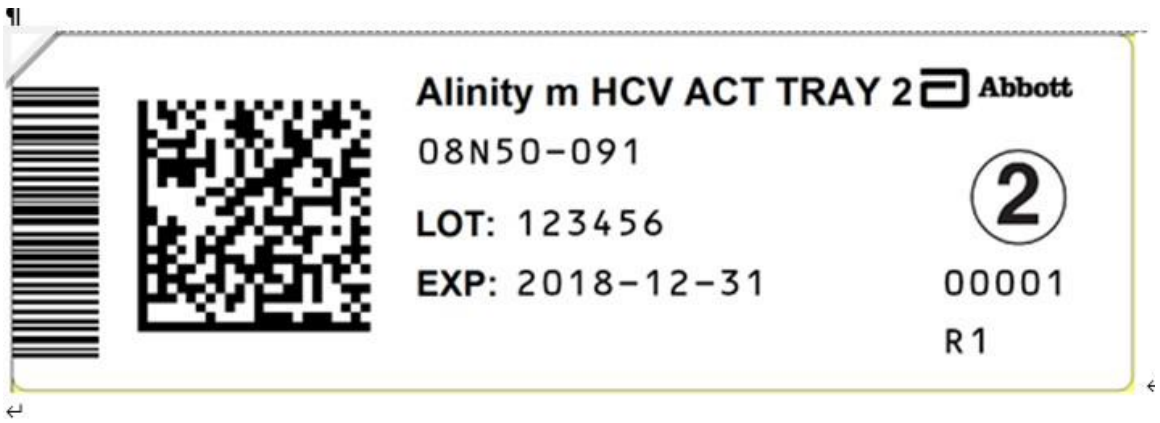 ¶
Alinity m HCV ACT TRAY 2 Abbott
08N50-091
2
LOT: 123456
EXP: 2018-12-31 00001
R1
↵
↵